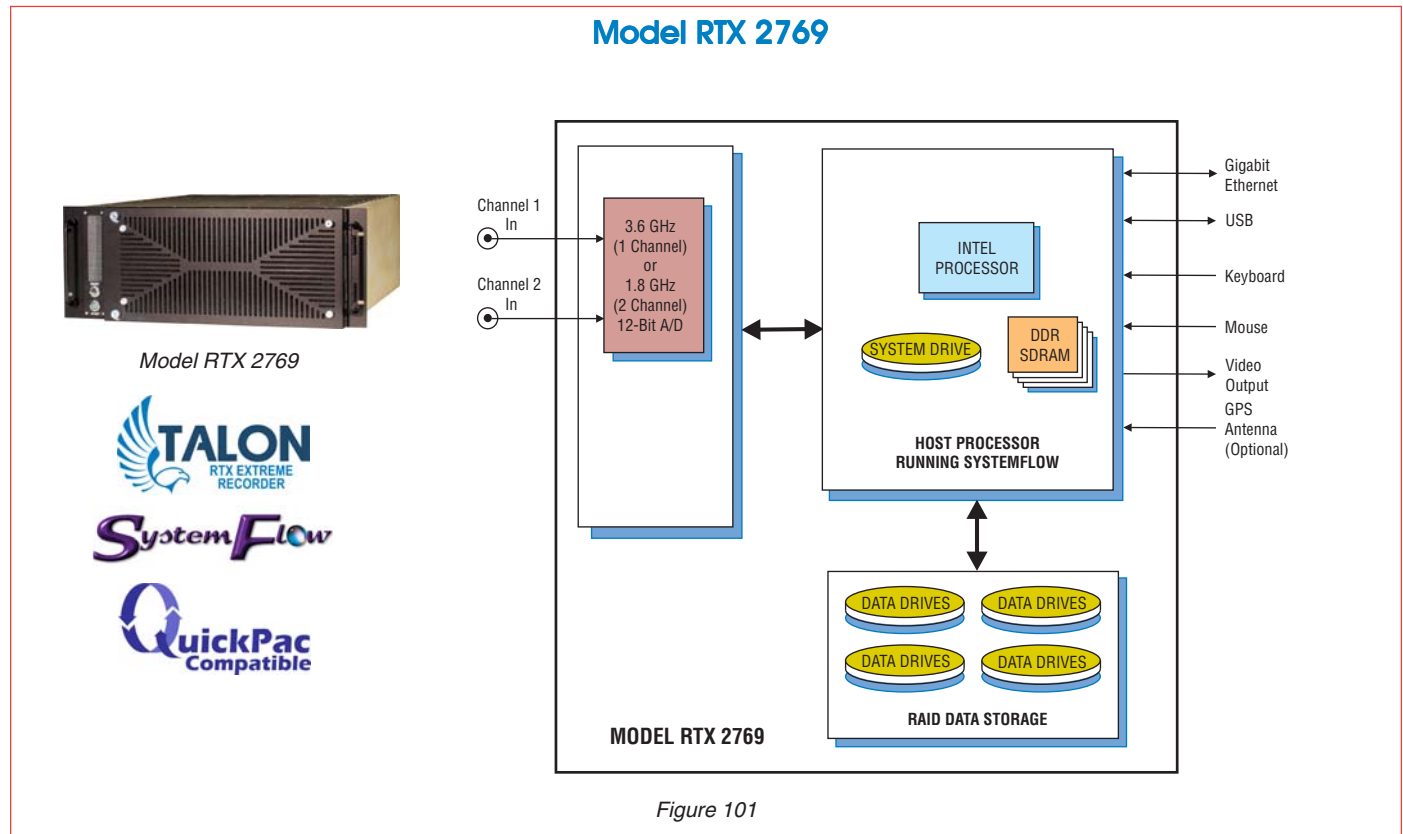 Model RTX 2769
Model RTX 2769
TALON
RTX EXTREME
RECORDER
SystemFlow
QuickPac
Compatible
Channel 1
In
Channel 2
In
3.6 GHz
(1 Channel)
or
1.8 GHz
(2 Channel)
12-Bit A/D
INTEL
PROCESSOR
SYSTEM DRIVE
DDR
SDRAM
HOST PROCESSOR
RUNNING SYSTEMFLOW
Gigabit
Ethernet
USB
Keyboard
Mouse
Video
Output
GPS
Antenna
(Optional)
DATA DRIVES
DATA DRIVES
DATA DRIVES
DATA DRIVES
RAID DATA STORAGE
MODEL RTX 2769
Figure 101